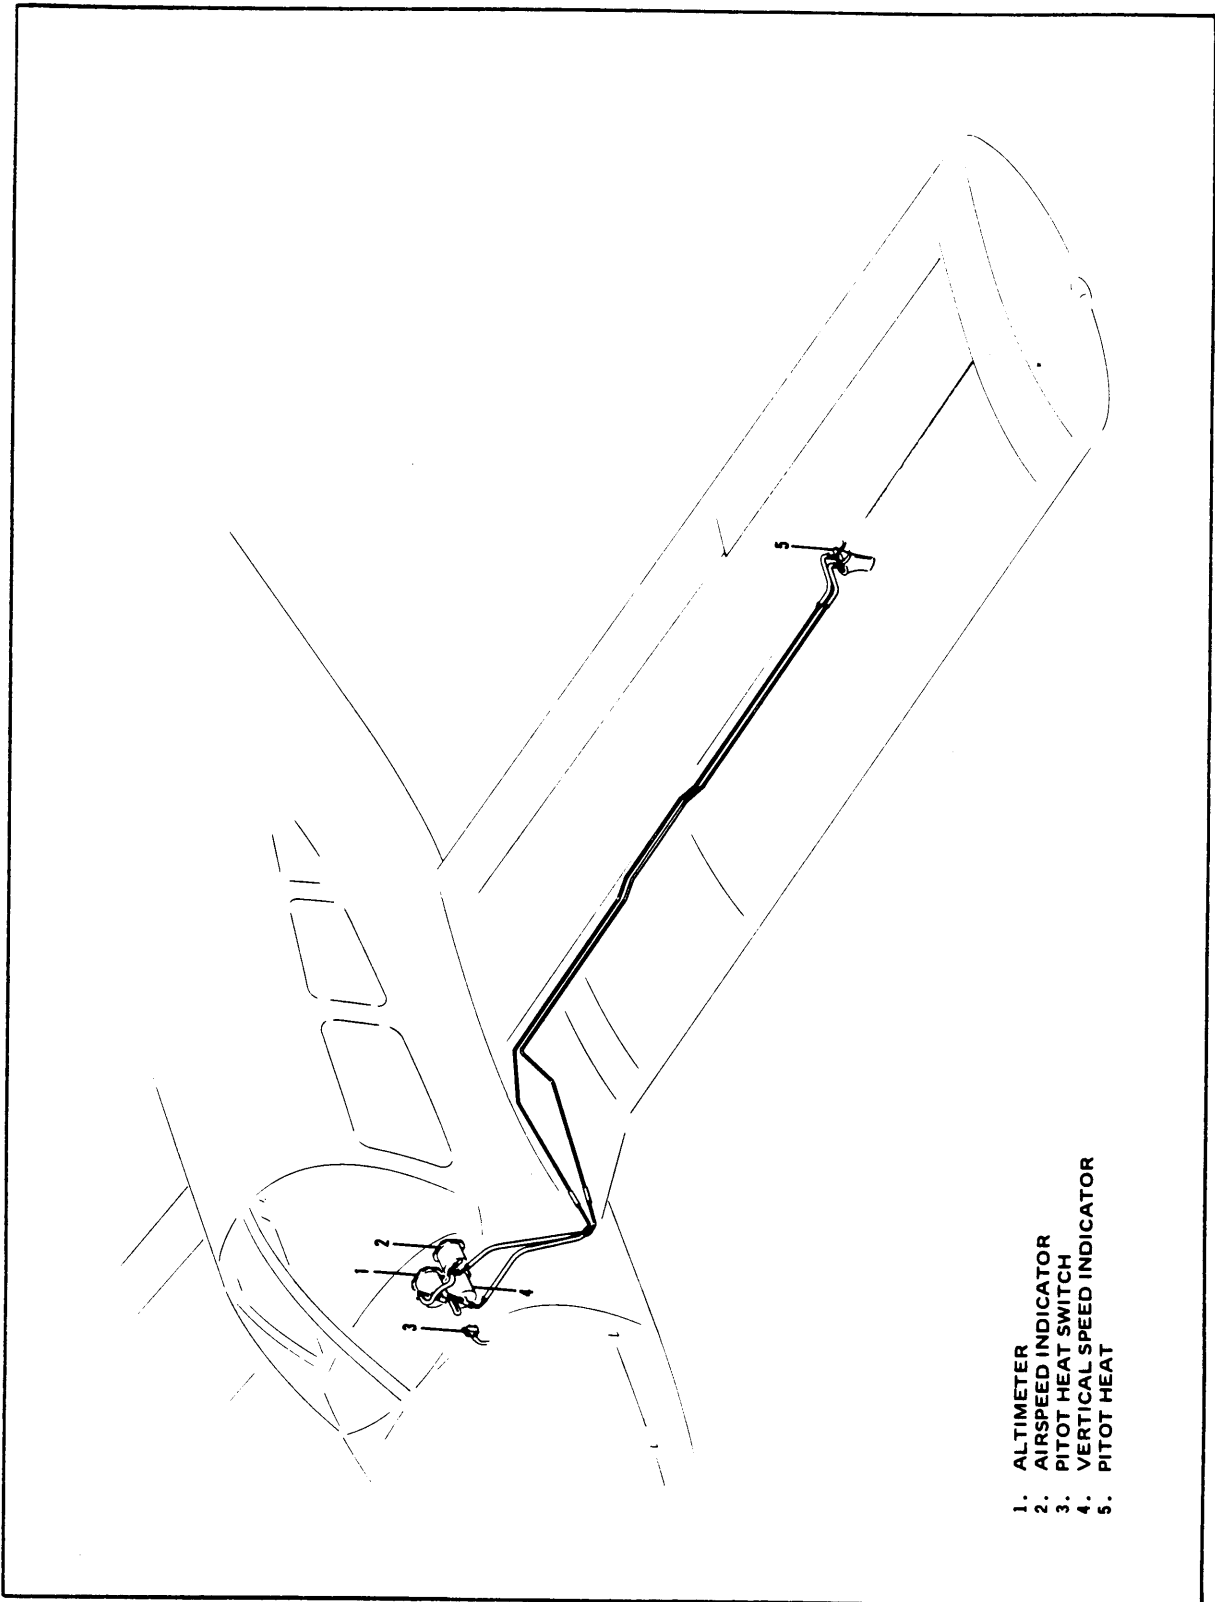 5
2
1
4
3
1. ALTIMETER
2. AIRSPEED INDICATOR
3. PITOT HEAT SWITCH
4. VERTICAL SPEED INDICATOR
5. PITOT HEAT